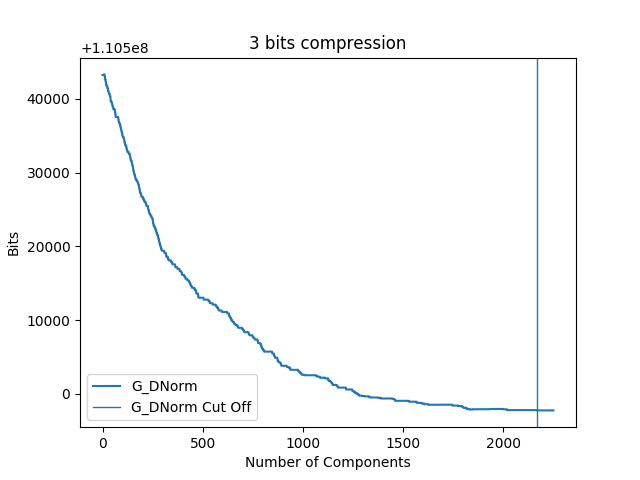 3 bits compression
+1.105e8
40000
30000
20000
10000
0
Bits
G_DNorm
G_DNorm Cut Off
0 500 1000 1500 2000
Number of Components